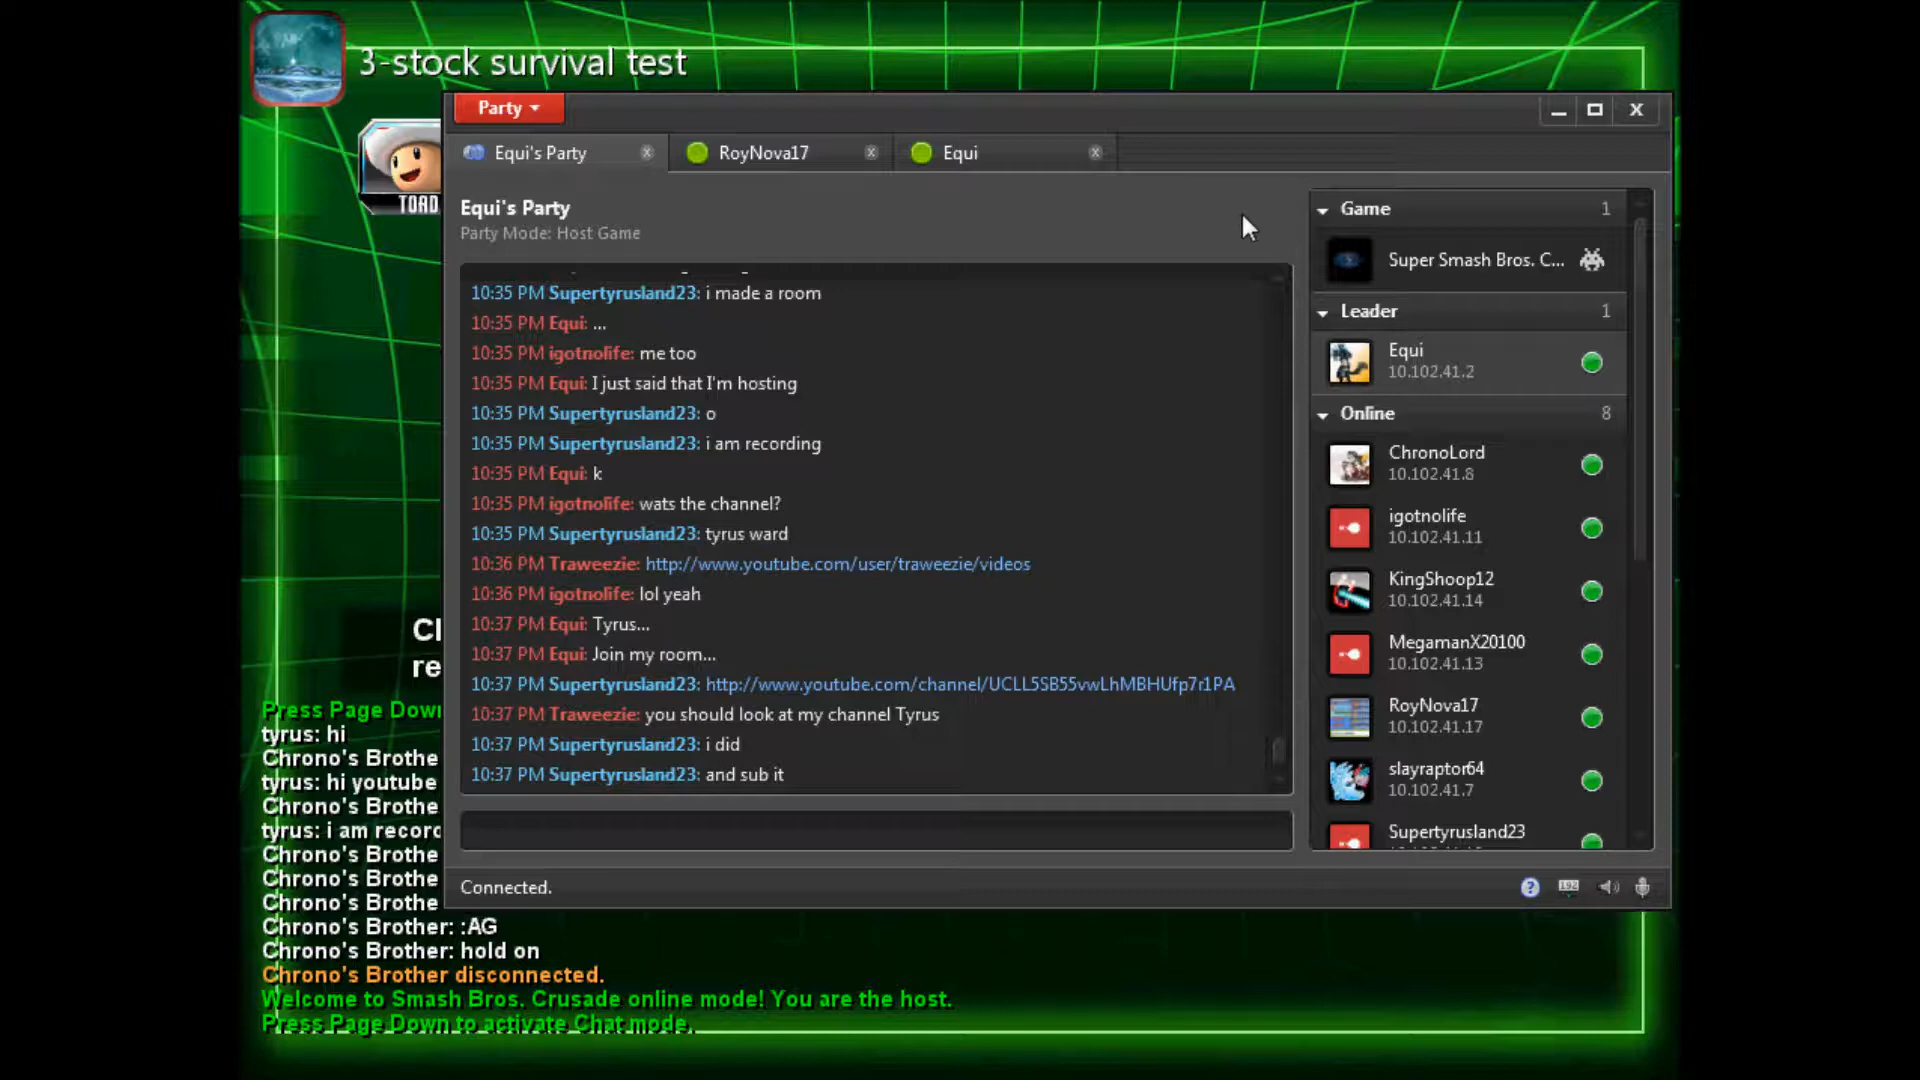 3-stock survival test
Party
Equi's Party
RoyNova17
Equi
TOAD
Equi's Party
Party Mode: Host Game
10:35 PM Supertyrusland23: i made a room
10:35 PM Equi: ...
10:35 PM igotnolife: me too
10:35 PM Equi: I just said that I'm hosting
10:35 PM Supertyrusland23: o
10:35 PM Supertyrusland23: i am recording
10:35 PM Equi: k
10:35 PM igotnolife: wats the channel?
10:35 PM Supertyrusland23: tyrus ward
10:36 PM Traweezie: http://www.youtube.com/user/traweezie/videos
10:36 PM igotnolife: lol yeah
10:37 PM Equi: Tyrus...
10:37 PM Equi: Join my room...
10:37 PM Supertyrusland23: http://www.youtube.com/channel/UCLL5SB55vwLhMBHUfp7r1PA
10:37 PM Traweezie: you should look at my channel Tyrus
10:37 PM Supertyrusland23: i did
10:37 PM Supertyrusland23: and sub it
Game 1
Super Smash Bros. C...
Leader 1
Equi
10.102.41.2
Online 8
ChronoLord
10.102.41.8
igotnolife
10.102.41.11
KingShoop12
10.102.41.14
MegamanX20100
10.102.41.13
RoyNova17
10.102.41.17
slayraptor64
10.102.41.7
Supertyrusland23
Connected.
192
re
Press Page Down
tyrus: hi
Chrono's Brother
tyrus: hi youtube
Chrono's Brother
tyrus: i am recor
Chrono's Brother
Chrono's Brother
Chrono's Brother
Chrono's Brother: :AG
Chrono's Brother: hold on
Chrono's Brother disconnected.
Welcome to Smash Bros. Crusade online mode! You are the host.
Press Page Down to activate Chat mode.